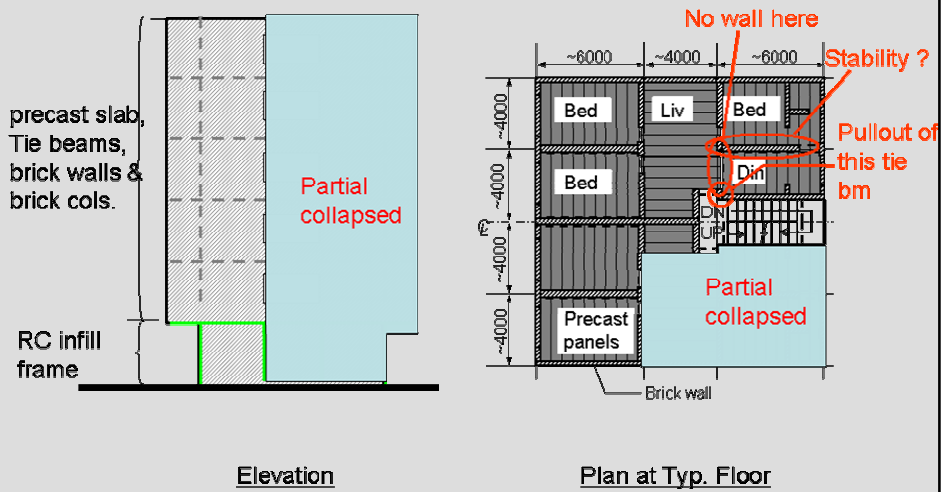 No wall here
~6000
~4000
~6000
Stability ?
precast slab,
Tie beams,
brick walls &
brick cols.
Partial
collapsed
~4000
~4000
~4000
~4000
Bed
Liv
Bed
Pullout of
this tie
bm
Bed
Din
DN
UP
Precast
panels
Partial
collapsed
RC infill
frame
Brick wall
Elevation
Plan at Typ. Floor